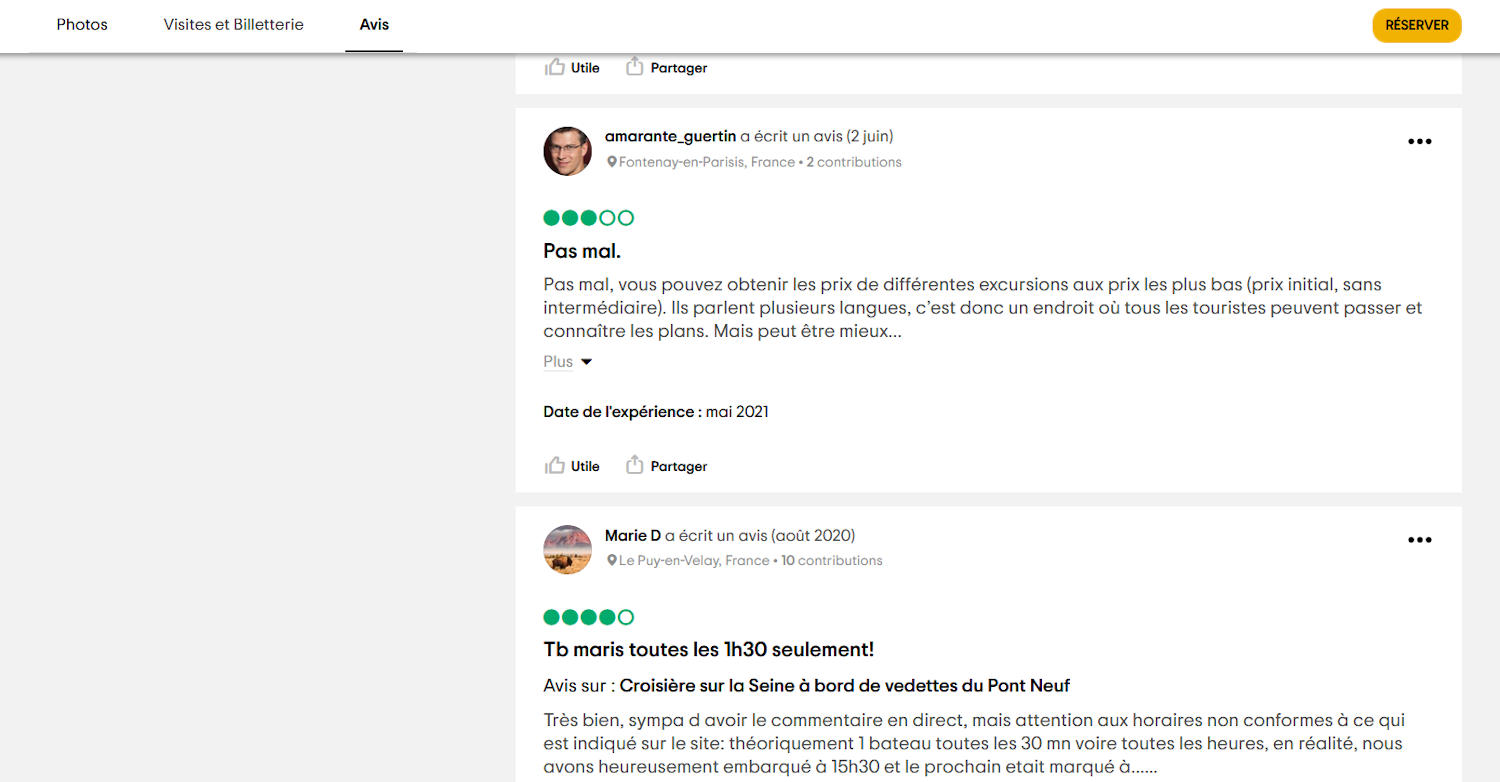 Photos Visites et Billetterie Avis RÉSERVER
Utile Partager
amarante_guertin a écrit un avis (2 juin)
Fontenay-en-Parisis, France • 2 contributions
Pas mal.
Pas mal, vous pouvez obtenir les prix de différentes excursions aux prix les plus bas (prix initial, sans
intermédiaire). Ils parlent plusieurs langues, c’est donc un endroit où tous les touristes peuvent passer et
connaître les plans. Mais peut être mieux...
Plus
Date de l'expérience : mai 2021
Utile Partager
Marie D a écrit un avis (août 2020)
Le Puy-en-Velay, France • 10 contributions
Tb maris toutes les 1h30 seulement!
Avis sur : Croisière sur la Seine à bord de vedettes du Pont Neuf
Très bien, sympa d avoir le commentaire en direct, mais attention aux horaires non conformes à ce qui
est indiqué sur le site: théoriquement 1 bateau toutes les 30 mn voire toutes les heures, en réalité, nous
avons heureusement embarqué à 15h30 et le prochain etait marqué à......